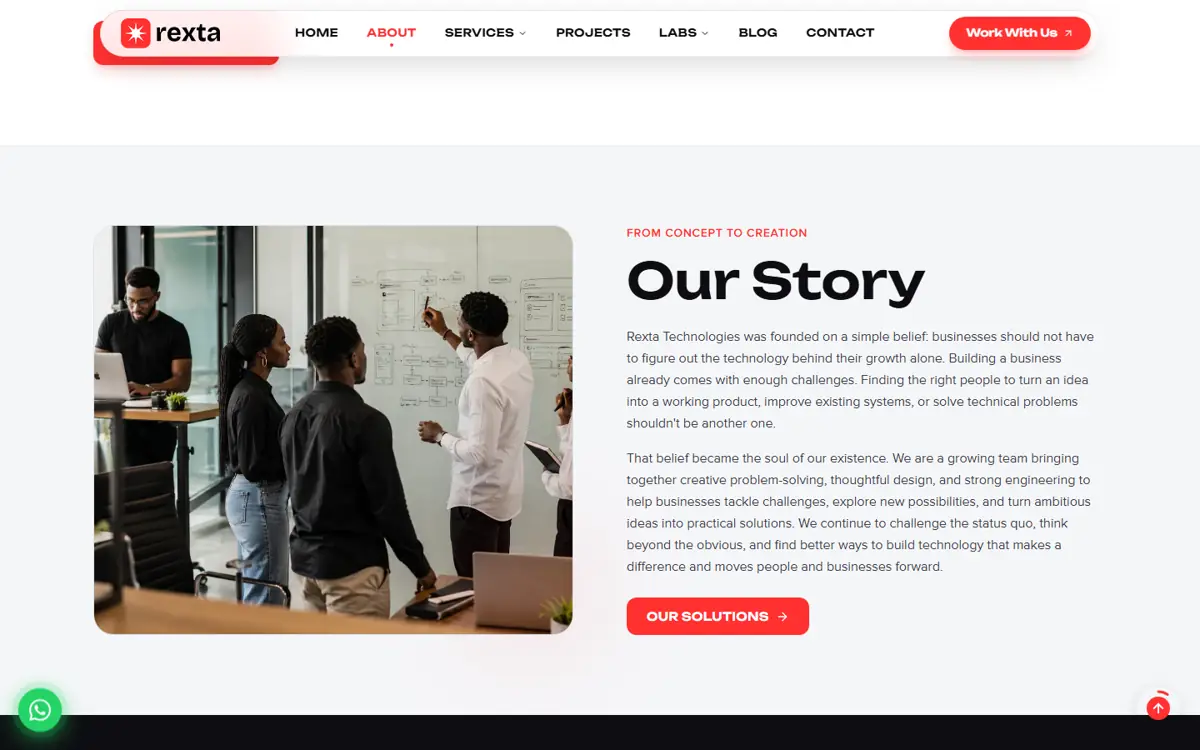 rexta
HOME
ABOUT
SERVICES
PROJECTS
LABS
BLOG
CONTACT
Work With Us
FROM CONCEPT TO CREATION
Our Story
Rexta Technologies was founded on a simple belief: businesses should not have
to figure out the technology behind their growth alone. Building a business
already comes with enough challenges. Finding the right people to turn an idea
into a working product, improve existing systems, or solve technical problems
shouldn't be another one.
That belief became the soul of our existence. We are a growing team bringing
together creative problem-solving, thoughtful design, and strong engineering to
help businesses tackle challenges, explore new possibilities, and turn ambitious
ideas into practical solutions. We continue to challenge the status quo, think
beyond the obvious, and find better ways to build technology that makes a
difference and moves people and businesses forward.
OUR SOLUTIONS